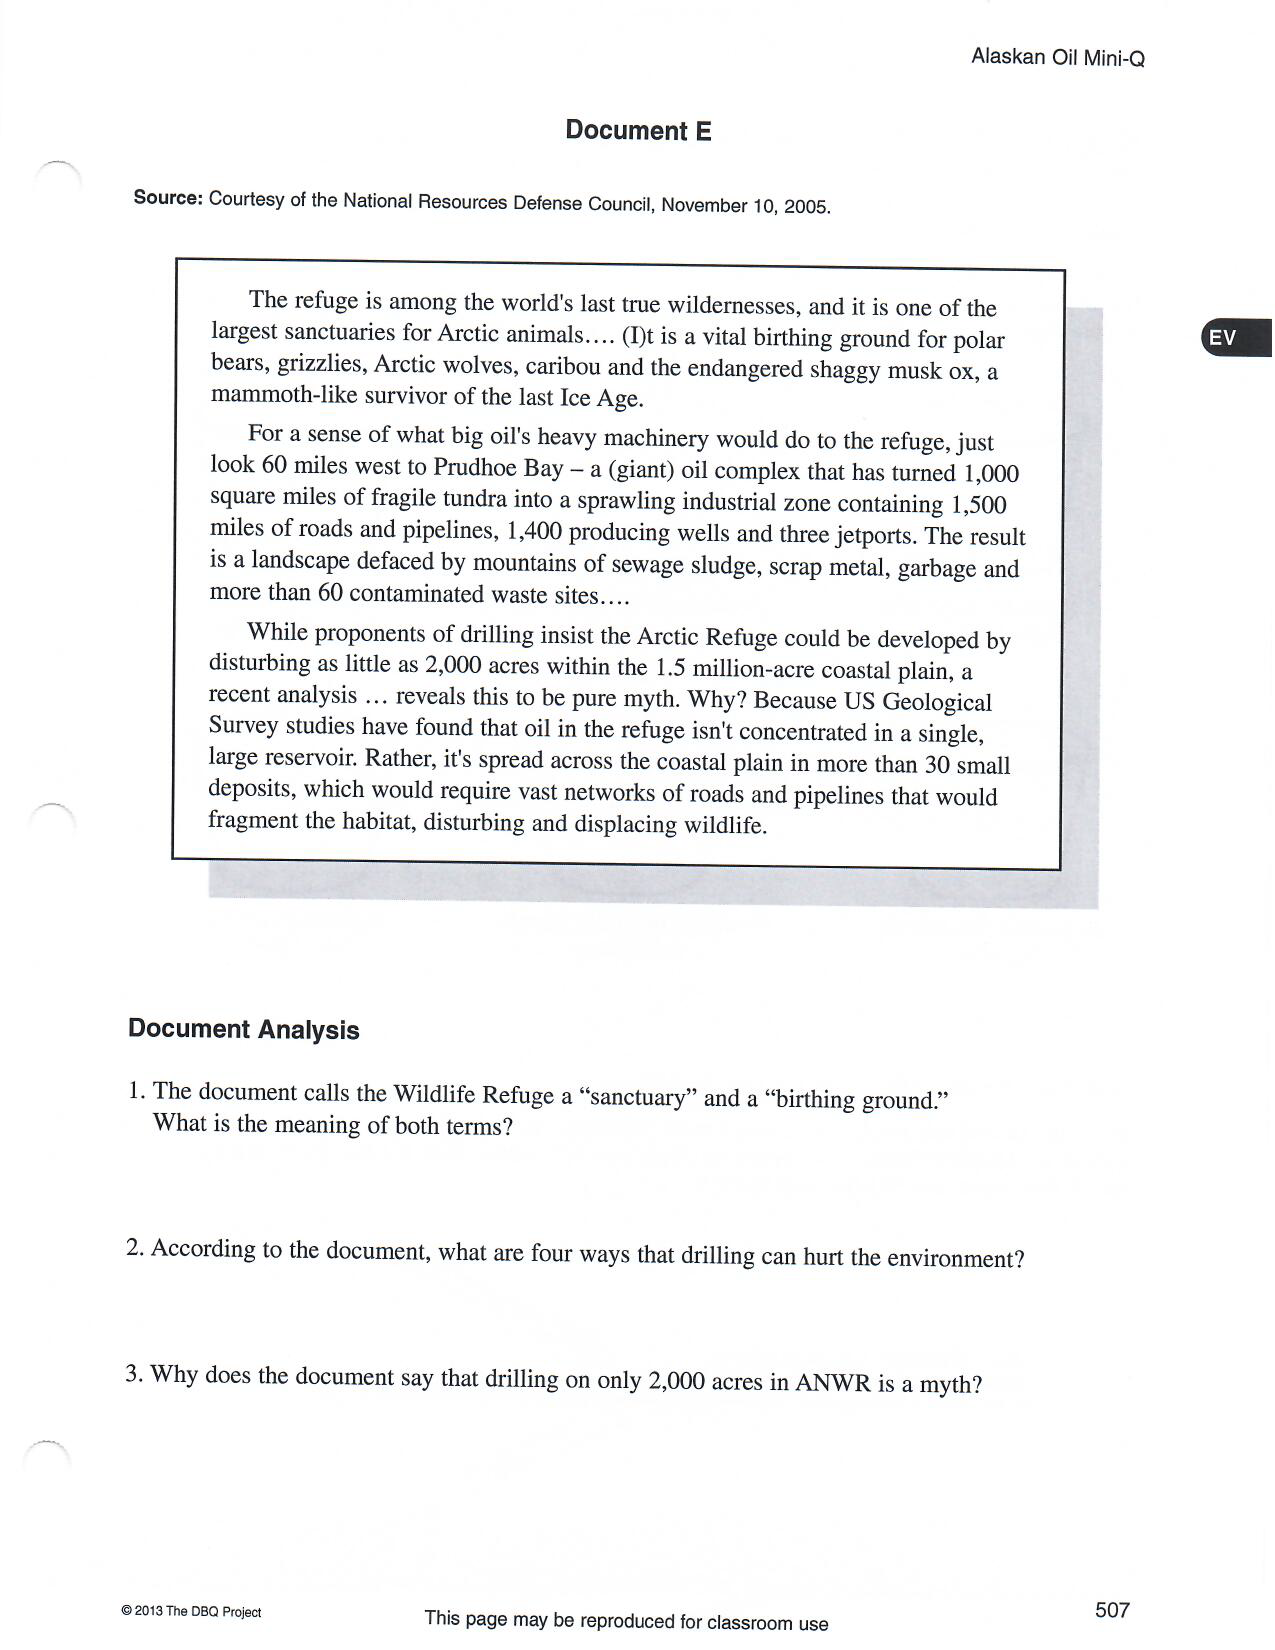 Alaskan Oil Mini-Q
Document E
Source: Courtesy of the National Resources Defense Council, November 10, 2005.
The refuge is among the world's last true wildernesses, and it is one of the
largest sanctuaries for Arctic animals.... (I)t is a vital birthing ground for polar
bears, grizzlies, Arctic wolves, caribou and the endangered shaggy musk ox, a
mammoth-like survivor of the last Ice Age.
For a sense of what big oil's heavy machinery would do to the refuge, just
look 60 miles west to Prudhoe Bay – a (giant) oil complex that has turned 1,000
square miles of fragile tundra into a sprawling industrial zone containing 1,500
miles of roads and pipelines, 1,400 producing wells and three jetports. The result
is a landscape defaced by mountains of sewage sludge, scrap metal, garbage and
more than 60 contaminated waste sites....
While proponents of drilling insist the Arctic Refuge could be developed by
disturbing as little as 2,000 acres within the 1.5 million-acre coastal plain, a
recent analysis ... reveals this to be pure myth. Why? Because US Geological
Survey studies have found that oil in the refuge isn't concentrated in a single,
large reservoir. Rather, it's spread across the coastal plain in more than 30 small
deposits, which would require vast networks of roads and pipelines that would
fragment the habitat, disturbing and displacing wildlife.
EV
Document Analysis
1. The document calls the Wildlife Refuge a “sanctuary” and a “birthing ground.”
What is the meaning of both terms?
2. According to the document, what are four ways that drilling can hurt the environment?
3. Why does the document say that drilling on only 2,000 acres in ANWR is a myth?
© 2013 The DBQ Project
This page may be reproduced for classroom use
507